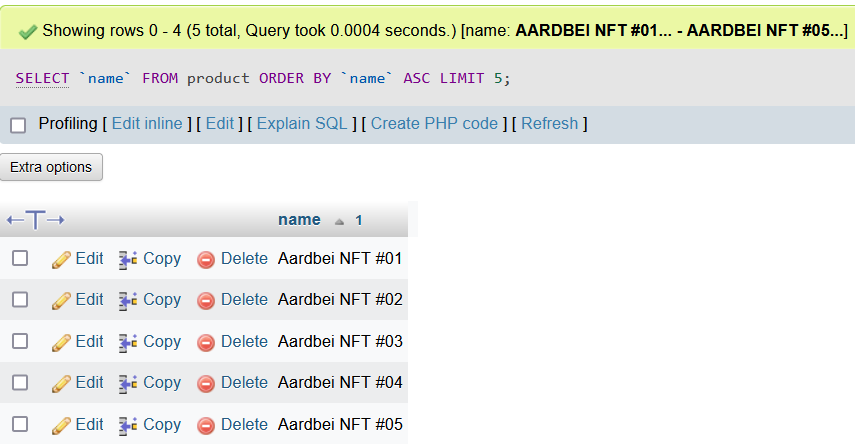 Showing rows 0 - 4 (5 total, Query took 0.0004 seconds.) [name: AARDBEI NFT #01... - AARDBEI NFT #05...]
SELECT `name` FROM product ORDER BY `name` ASC LIMIT 5;
Profiling [ Edit inline ] [ Edit ] [ Explain SQL ] [ Create PHP code ] [ Refresh ]
Extra options
name 1
Edit Copy Delete Aardbei NFT #01
Edit Copy Delete Aardbei NFT #02
Edit Copy Delete Aardbei NFT #03
Edit Copy Delete Aardbei NFT #04
Edit Copy Delete Aardbei NFT #05